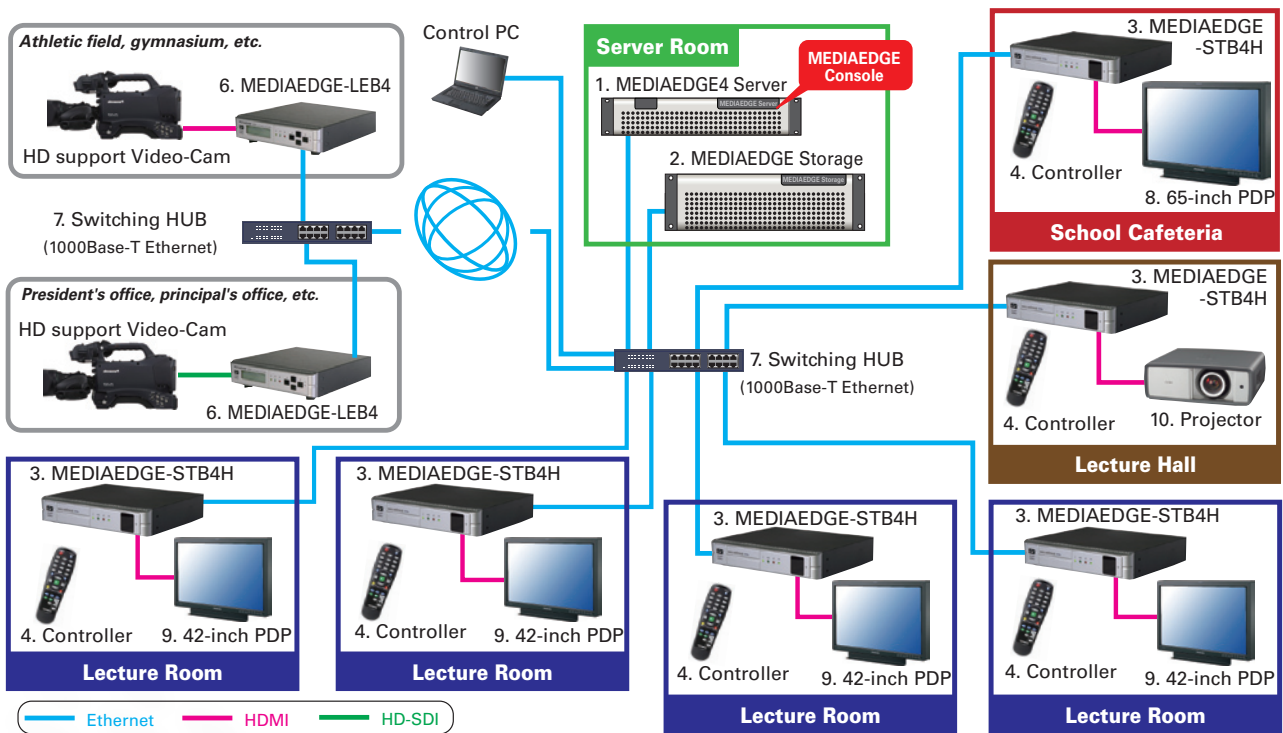 Athletic field, gymnasium, etc.
6. MEDIAEDGE-LEB4
HD support Video-Cam
Control PC
Server Room
MEDIAEDGE
Console
1. MEDIAEDGE4 Server
MEDIAEDGE Server
2. MEDIAEDGE Storage
MEDIAEDGE Storage
3. MEDIAEDGE
-STB4H
4. Controller
8. 65-inch PDP
School Cafeteria
7. Switching HUB
(1000Base-T Ethernet)
President's office, principal's office, etc.
HD support Video-Cam
6. MEDIAEDGE-LEB4
7. Switching HUB
(1000Base-T Ethernet)
3. MEDIAEDGE
-STB4H
4. Controller
10. Projector
Lecture Hall
3. MEDIAEDGE-STB4H
4. Controller
9. 42-inch PDP
Lecture Room
3. MEDIAEDGE-STB4H
4. Controller
9. 42-inch PDP
Lecture Room
3. MEDIAEDGE-STB4H
4. Controller
9. 42-inch PDP
Lecture Room
3. MEDIAEDGE-STB4H
4. Controller
9. 42-inch PDP
Lecture Room
Ethernet
HDMI
HD-SDI